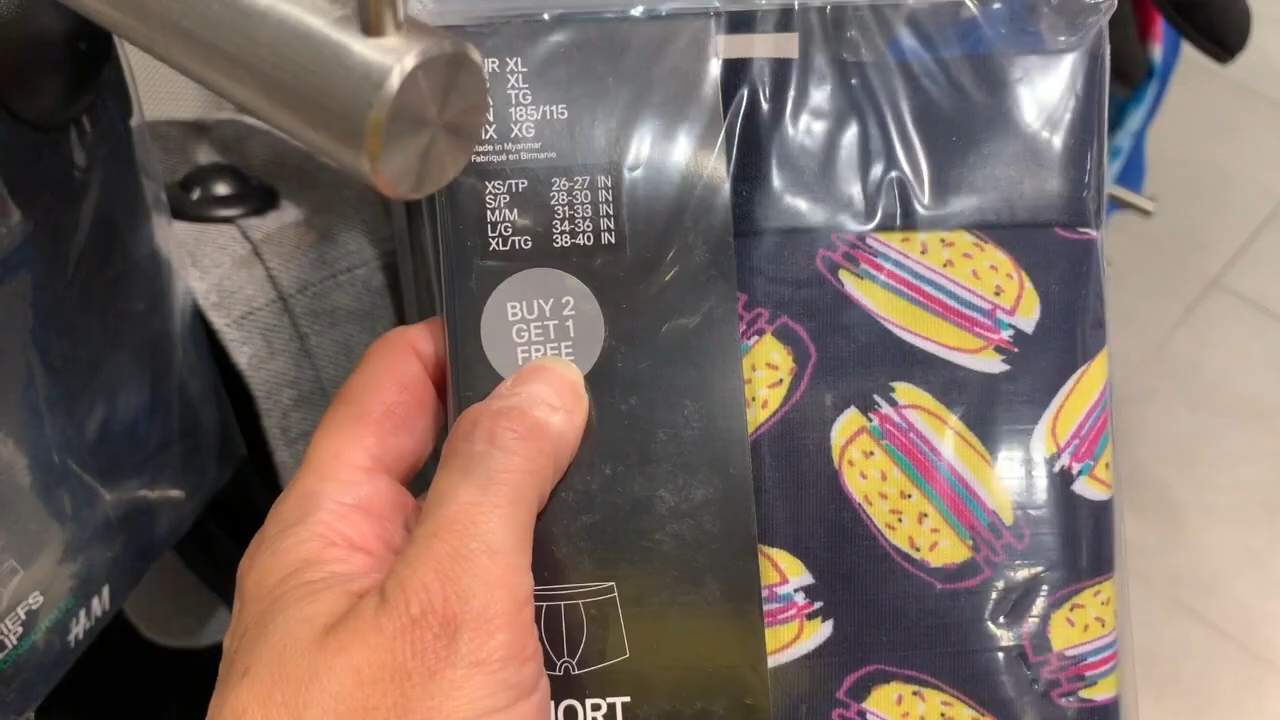 XL
XL
TG
185/115
XG
Made in Myanmar
Fabriqué en Birmanie
XS/TP 26-27 IN
S/P 28-30 IN
M/M 31-33 IN
L/G 34-36 IN
XL/TG 38-40 IN
BUY 2
GET 1
FREE
H&M